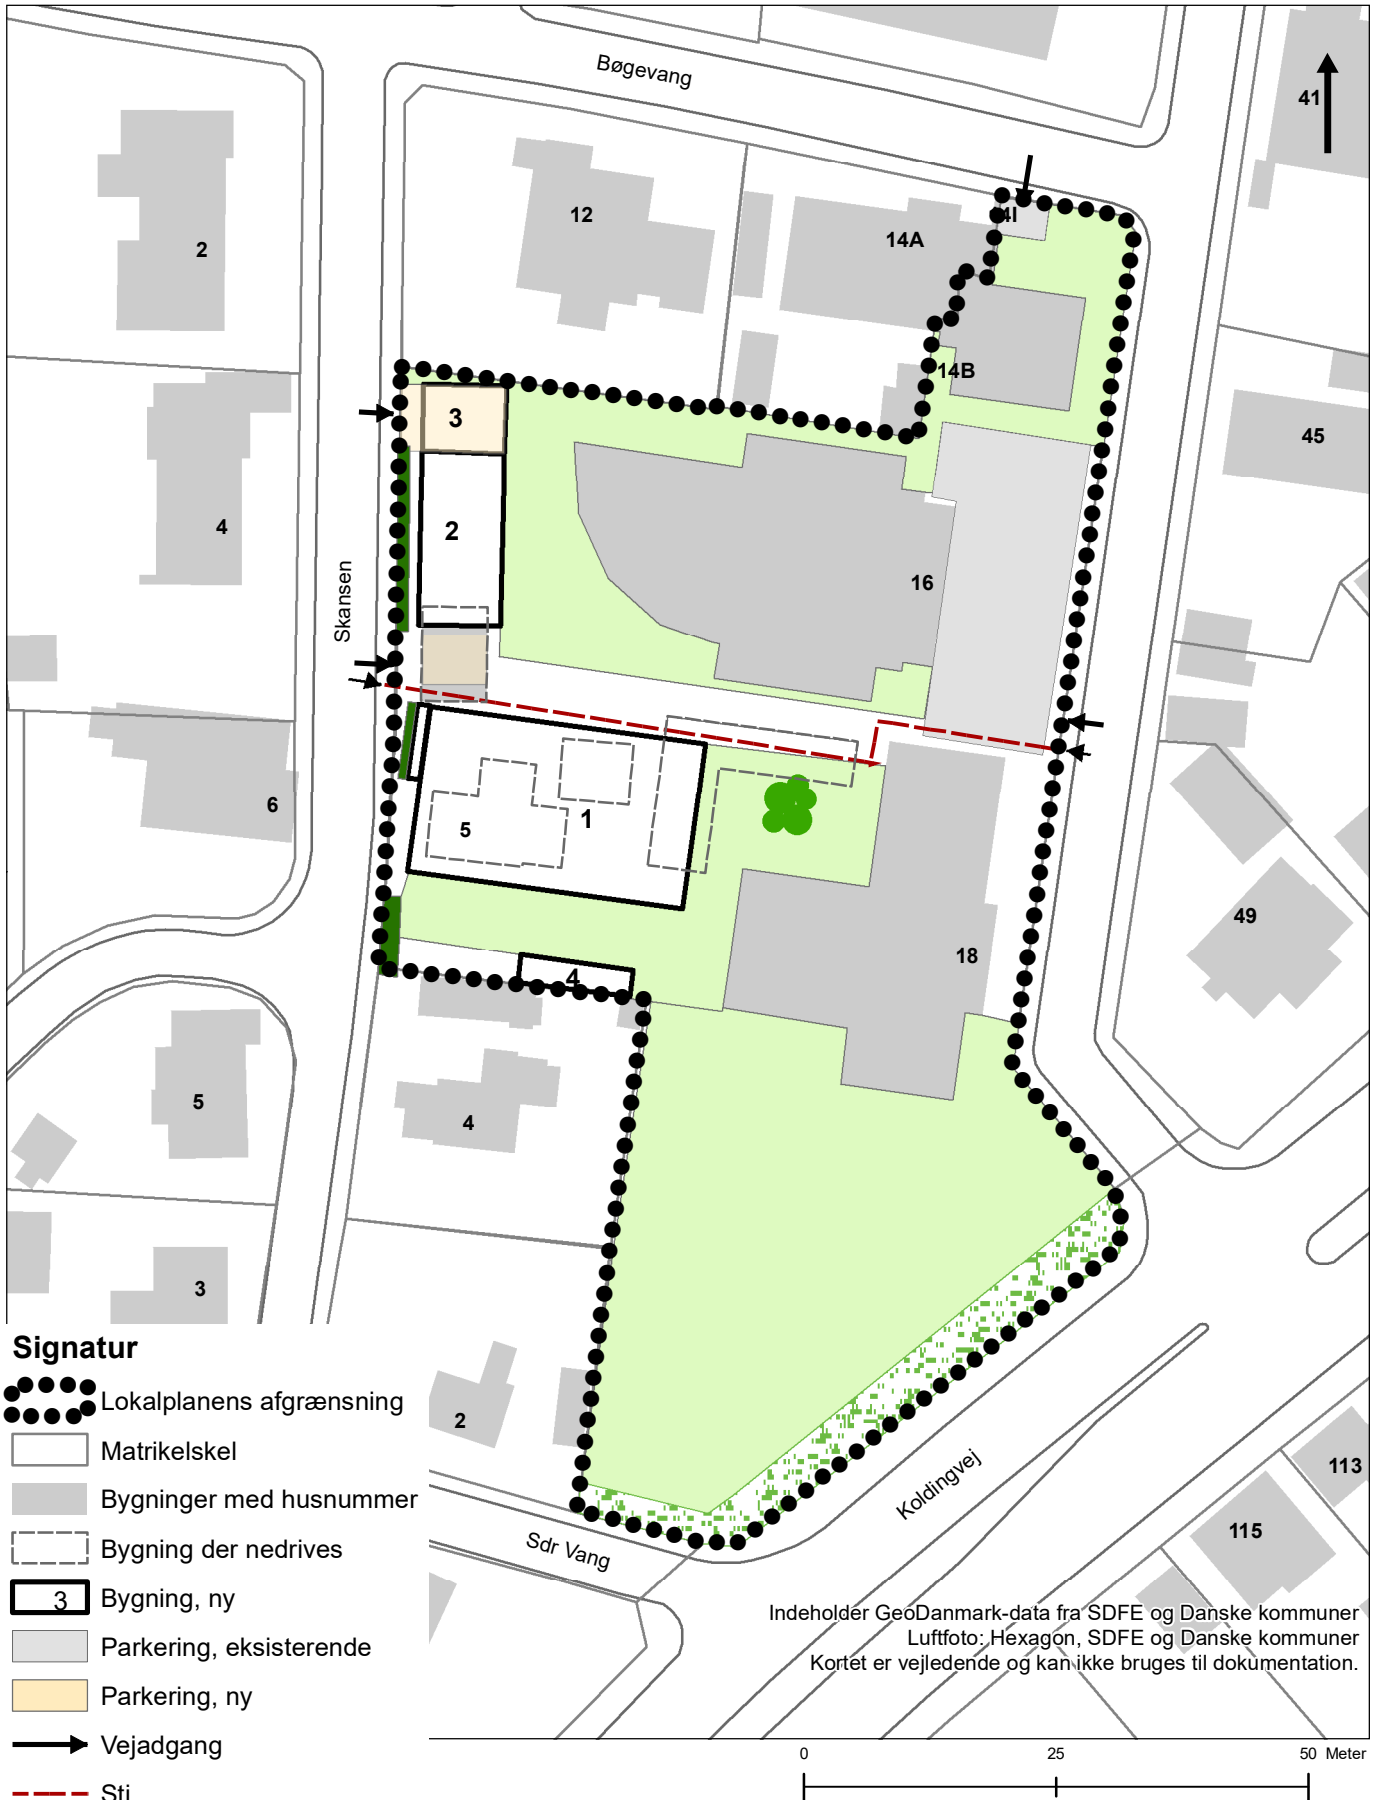 Bøgevang
41
12
2
14I
14A
14B
3
45
2
4
16
Skansen
6
5
1
49
18
4
5
4
3
Signatur
Lokalplanens afgrænsning
Matrikelskel
Bygninger med husnummer
Bygning der nedrives
3 Bygning, ny
Parkering, eksisterende
Parkering, ny
Vejadgang
Sti
2
Koldingvej
Sdr Vang
113
115
Indeholder GeoDanmark-data fra SDFE og Danske kommuner
Luftfoto: Hexagon, SDFE og Danske kommuner
Kortet er vejledende og kan ikke bruges til dokumentation.
0 25 50 Meter